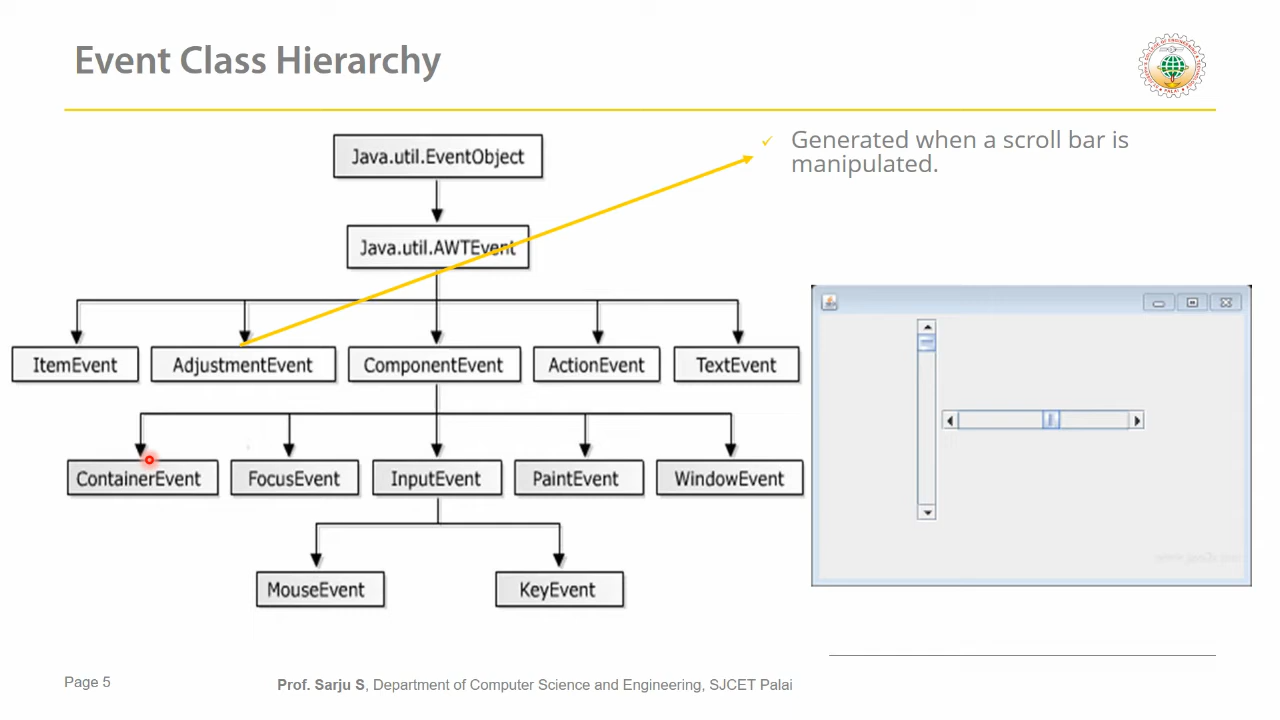 Event Class Hierarchy
Java.util.EventObject
Java.util.AWTEvent
ItemEvent
AdjustmentEvent
ComponentEvent
ActionEvent
TextEvent
ContainerEvent
FocusEvent
InputEvent
PaintEvent
WindowEvent
MouseEvent
KeyEvent
Generated when a scroll bar is
manipulated.
Page 5
Prof. Sarju S, Department of Computer Science and Engineering, SJCET Palai